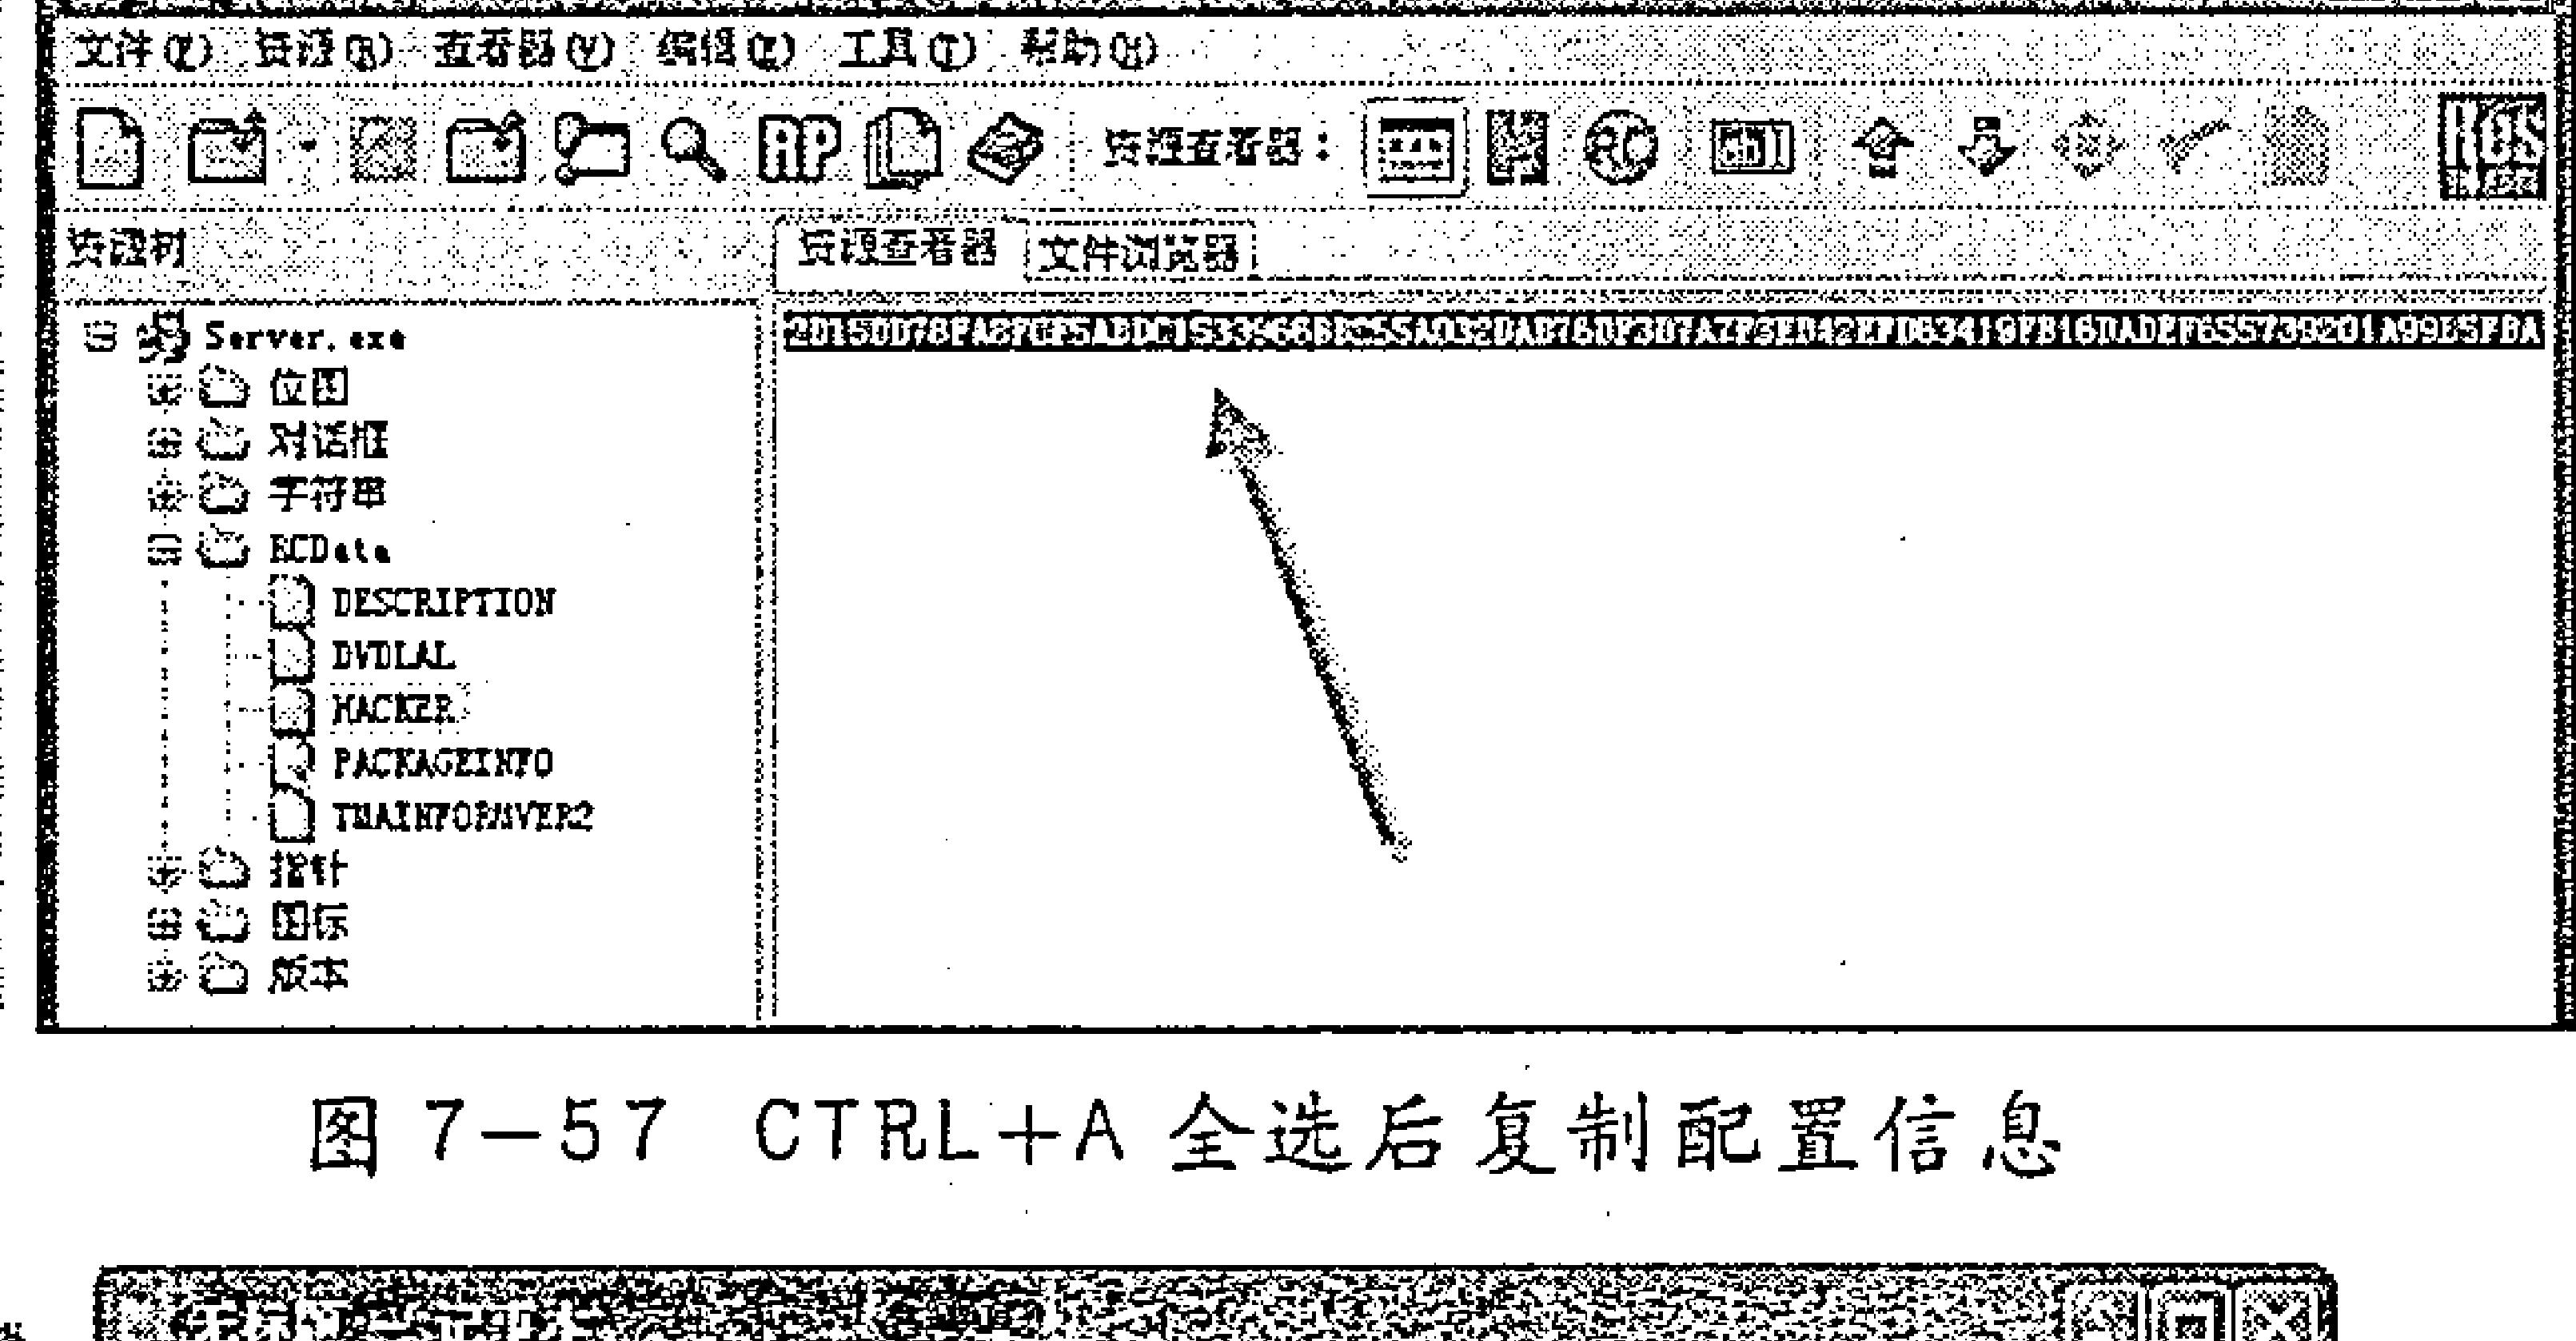 文件(F) 资源(R) 查看器(V) 编辑(E) 工具(T) 帮助(H)
资源查看器：
资源树
资源查看器 文件浏览器
Server.exe
位图
对话框
字符串
RCData
DESCRIPTION
DVDLAL
HACKER
PACKAGEINFO
TMAINFORMVER2
指针
图标
版本
图 7-57 CTRL+A 全选后复制配置信息